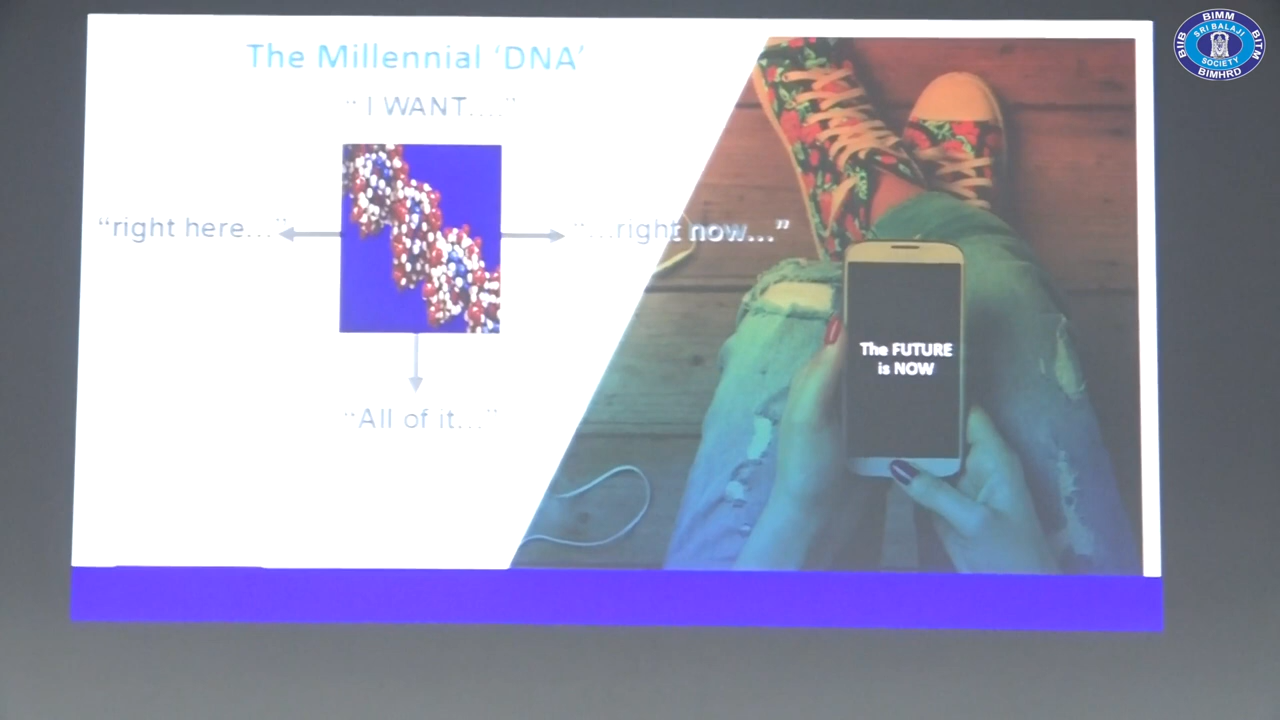 The Millennial ‘DNA’
“ I WANT....”
“right here...”
“...right now...”
“All of it...”
The FUTURE
is NOW
BIMM
BIIB
SRI BALAJI
SOCIETY
BITM
BIMHRD